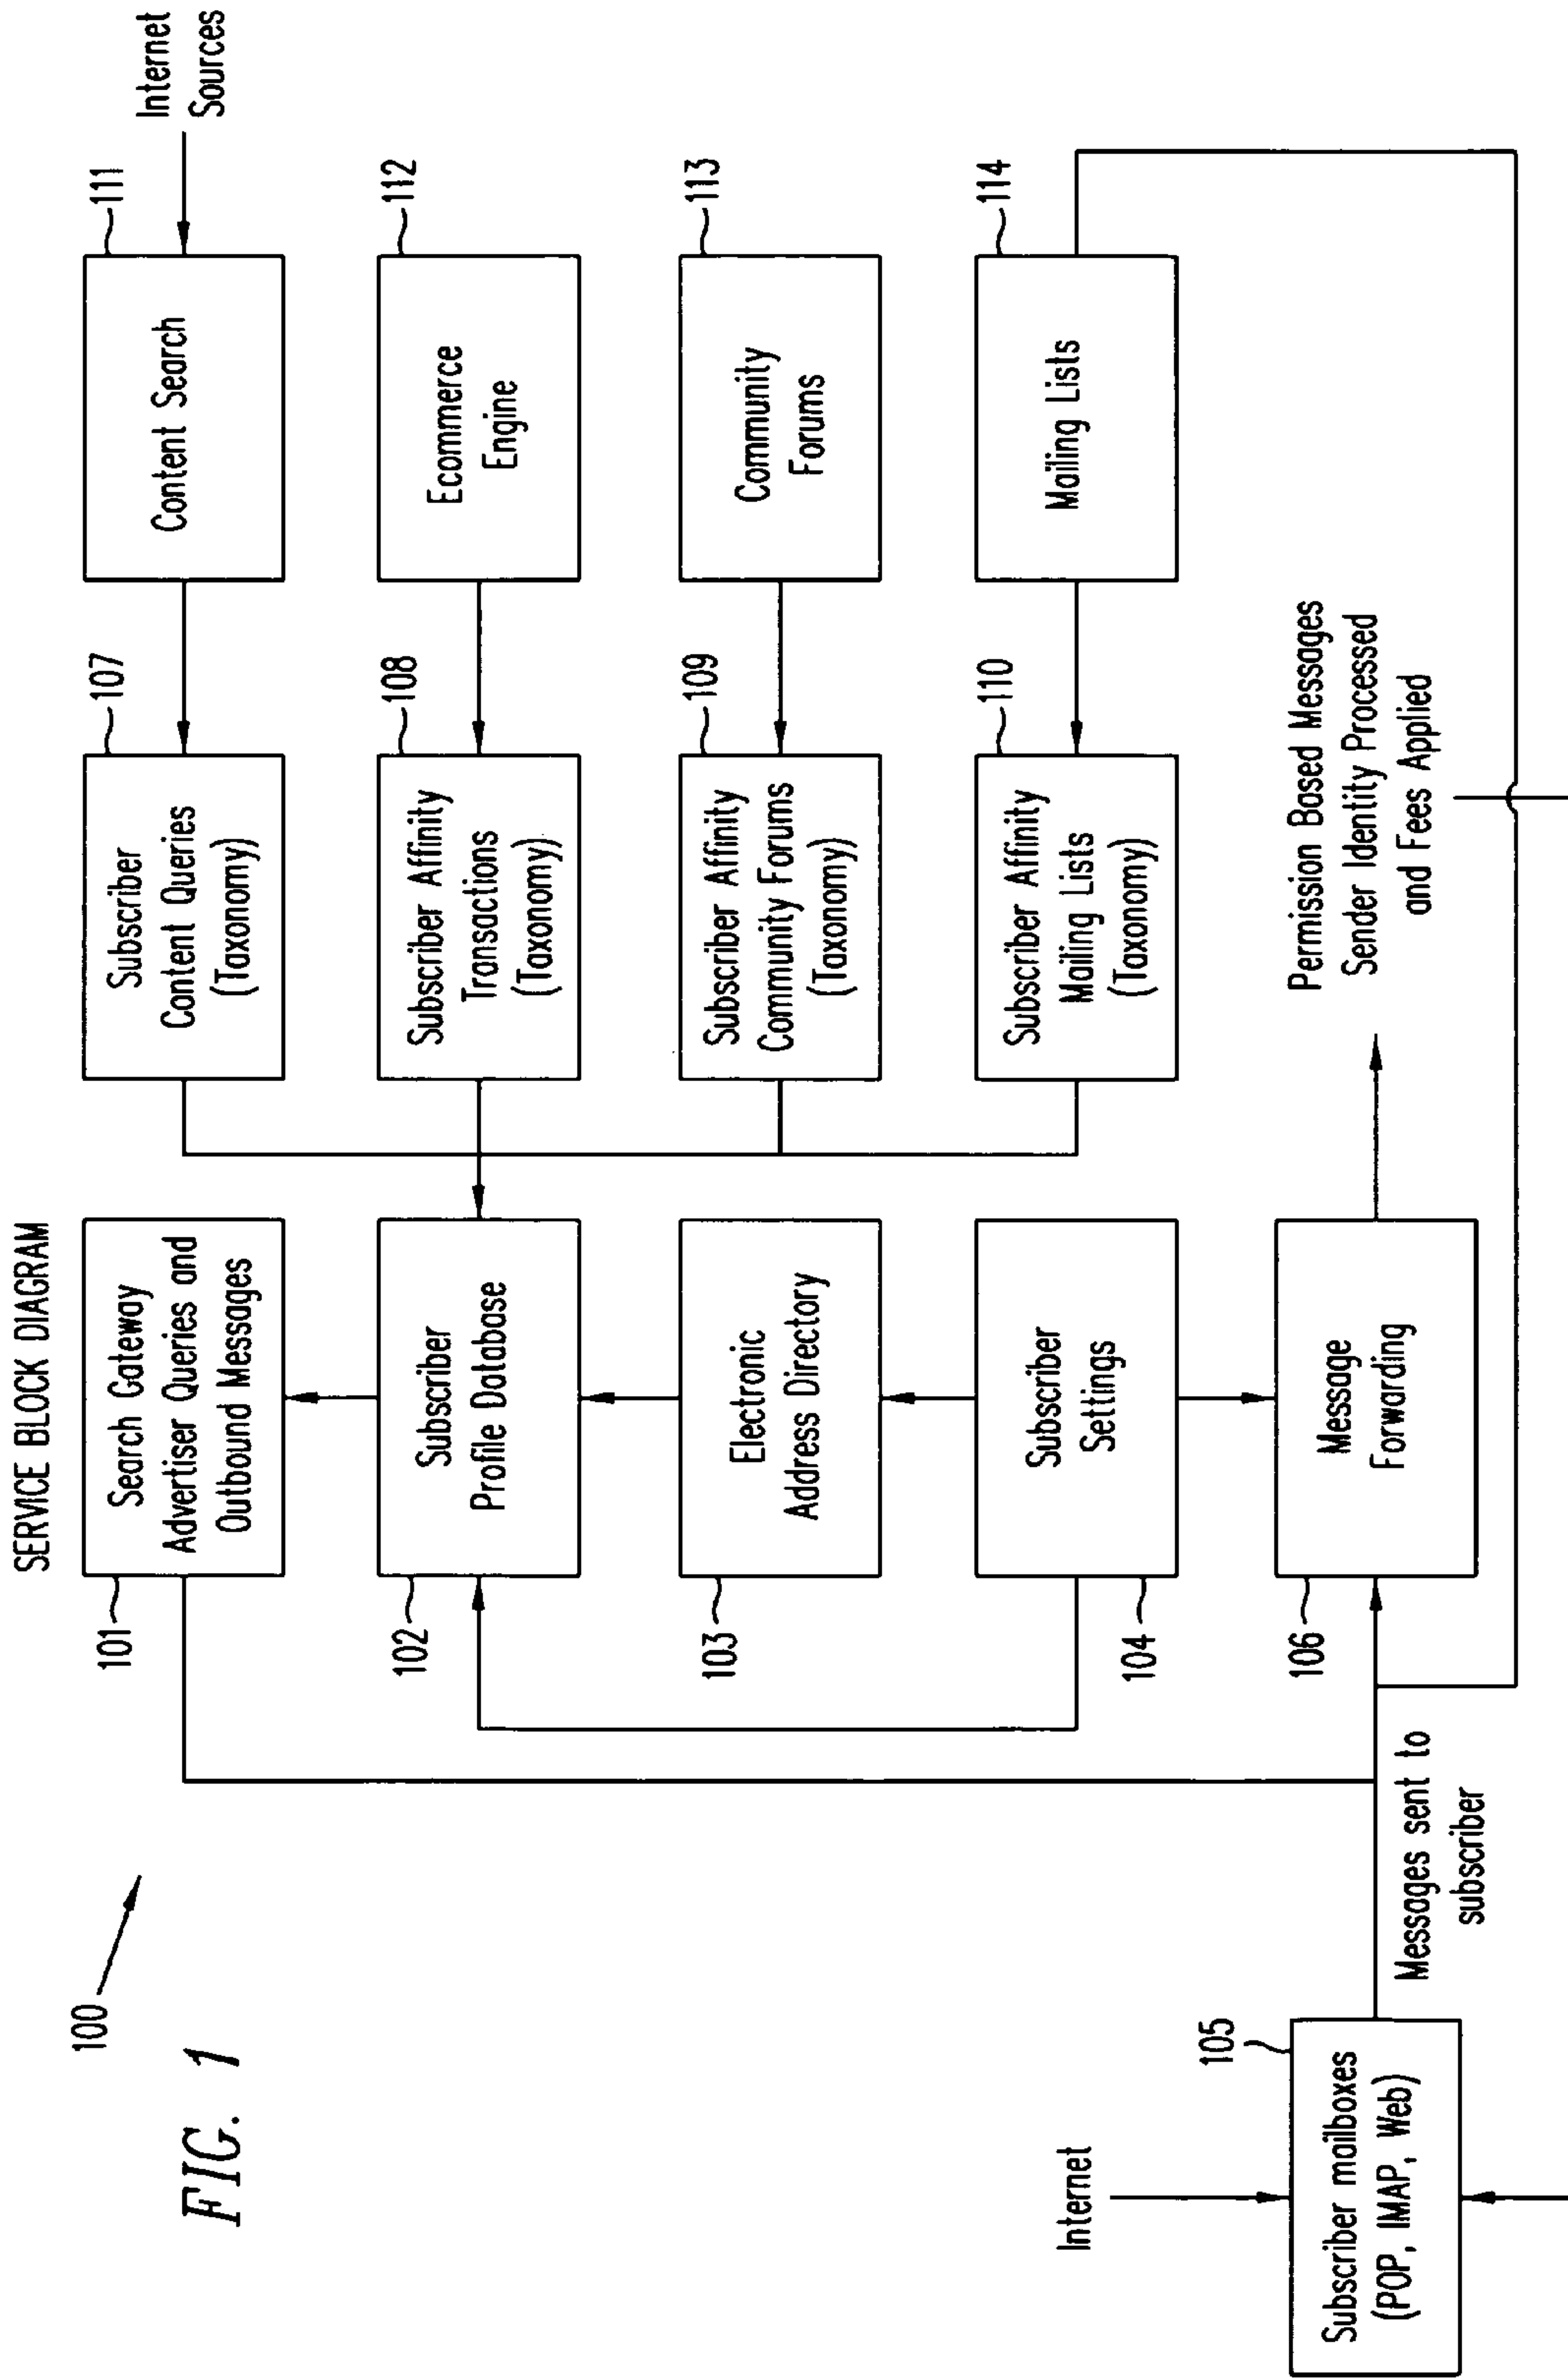 SERVICE BLOCK DIAGRAM
FIG. 1
100
101
Search Gateway
Advertiser Queries and
Outbound Messages
107
Subscriber
Content Queries
(Taxonomy)
111
Content Search
Internet
Sources
102
Subscriber
Profile Database
108
Subscriber Affinity
Transactions
(Taxonomy)
112
Ecommerce
Engine
103
Electronic
Address Directory
109
Subscriber Affinity
Community Forums
(Taxonomy)
113
Community
Forums
104
Subscriber
Settings
110
Subscriber Affinity
Mailing Lists
(Taxonomy)
114
Mailing Lists
Internet
105
Subscriber mailboxes
(POP, IMAP, Web)
Messages sent to
subscriber
106
Message
Forwarding
Permission Based Messages
Sender Identity Processed
and Fees Applied